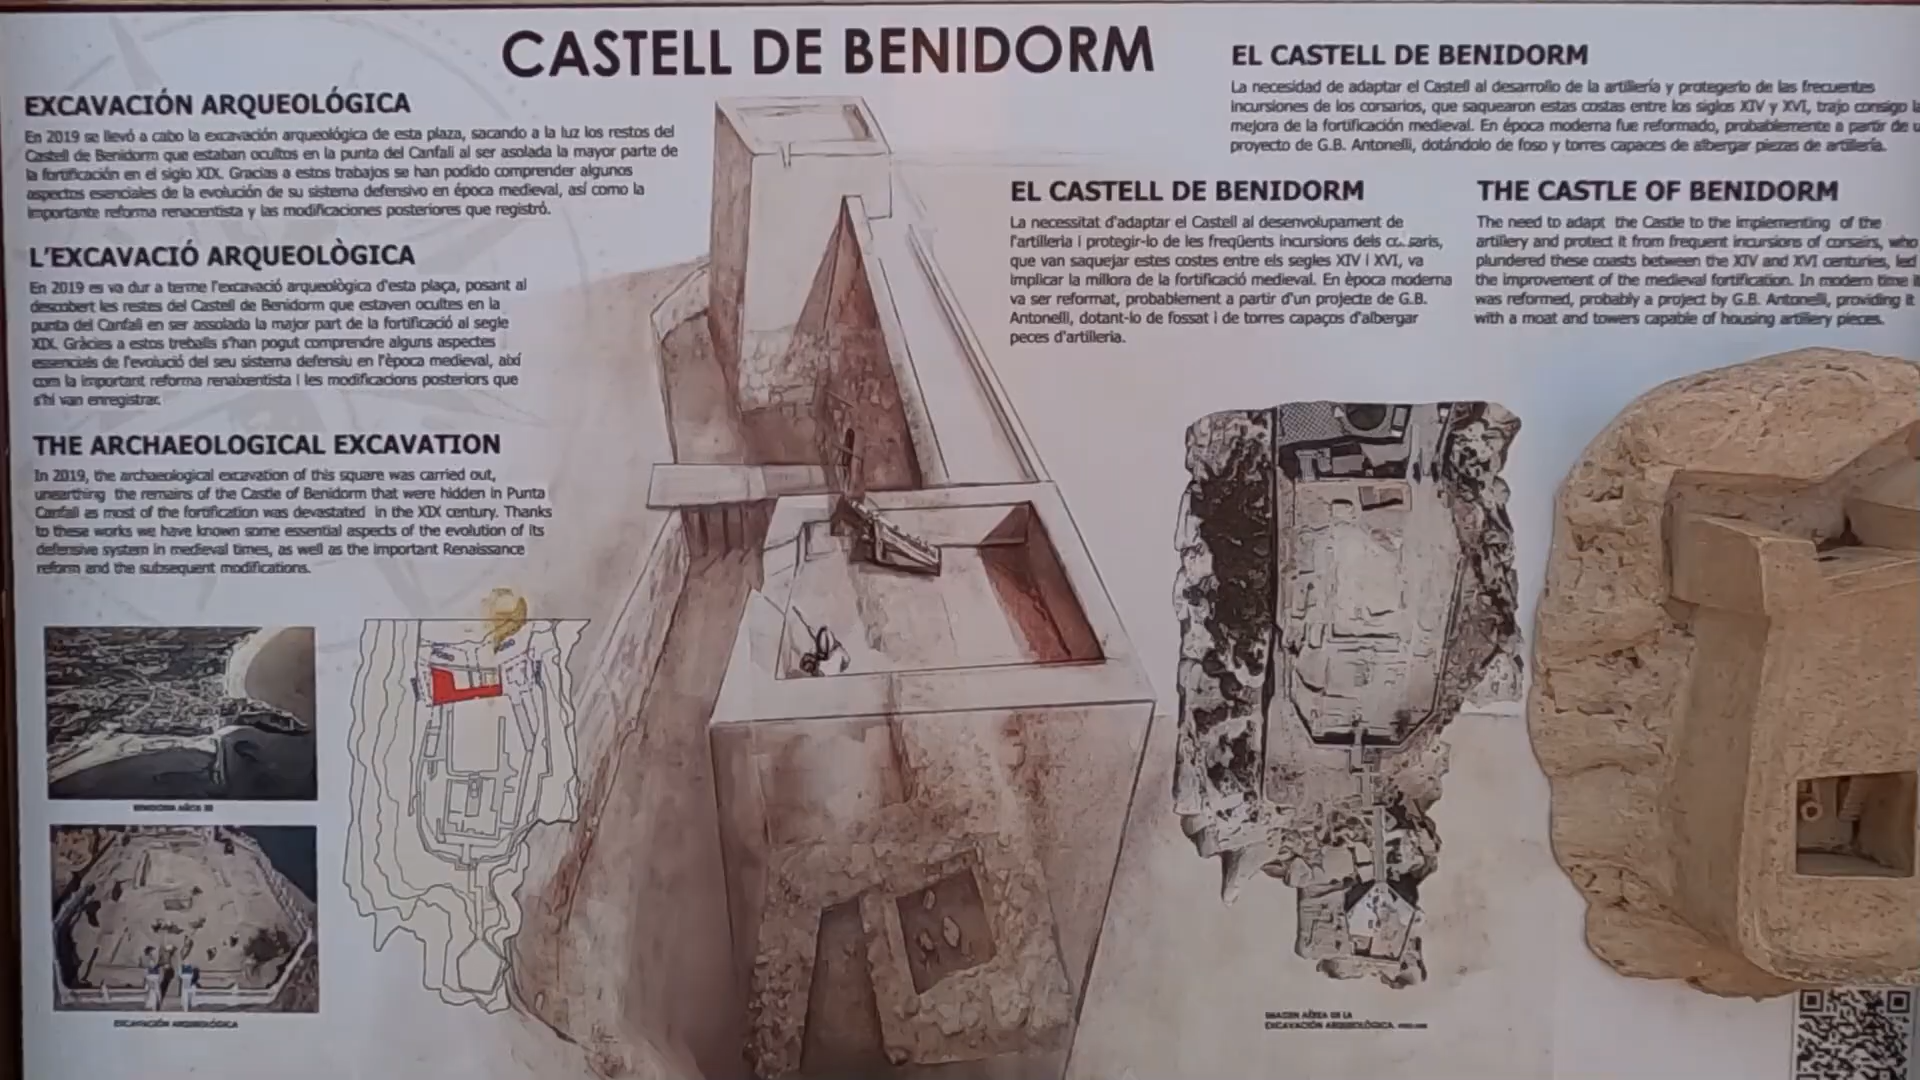 CASTELL DE BENIDORM
EXCAVACIÓN ARQUEOLÓGICA
En 2019 se llevó a cabo la excavación arqueológica de esta plaza, sacando a la luz los restos del
Castell de Benidorm que estaban ocultos en la punta del Canfali al ser asolada la mayor parte de
la fortificación en el siglo XIX. Gracias a estos trabajos se han podido comprender algunos
aspectos esenciales de la evolución de su sistema defensivo en época medieval, así como la
importante reforma renacentista y las modificaciones posteriores que registró.
L'EXCAVACIÓ ARQUEOLÒGICA
En 2019 es va dur a terme l'excavació arqueològica d'esta plaça, posant al
descobert les restes del Castell de Benidorm que estaven ocultes en la
punta del Canfali en ser assolada la major part de la fortificació al segle
XIX. Gràcies a estos treballs s'han pogut comprendre alguns aspectes
essencials de l'evolució del seu sistema defensiu en l'època medieval, així
com la important reforma renaixentista i les modificacions posteriors que
s'hi van enregistrar.
THE ARCHAEOLOGICAL EXCAVATION
In 2019, the archaeological excavation of this square was carried out,
unearthing the remains of the Castle of Benidorm that were hidden in Punta
Canfali as most of the fortification was devastated in the XIX century. Thanks
to these works we have known some essential aspects of the evolution of its
defensive system in medieval times, as well as the important Renaissance
reform and the subsequent modifications.
EXCAVACIÓN ARQUEOLÓGICA
EL CASTELL DE BENIDORM
La necesidad de adaptar el Castell al desarrollo de la artillería y protegerlo de las frecuentes
incursiones de los corsarios, que saquearon estas costas entre los siglos XIV y XVI, trajo consigo la
mejora de la fortificación medieval. En época moderna fue reformado, probablemente a partir de
proyecto de G.B. Antonelli, dotándolo de foso y torres capaces de albergar piezas de artillería.
EL CASTELL DE BENIDORM
La necessitat d'adaptar el Castell al desenvolupament de
l'artilleria i protegir-lo de les freqüents incursions dels
que van saquejar estes costes entre els segles XIV i XVI, va
implicar la millora de la fortificació medieval. En època moderna
va ser reformat, probablement a partir d'un projecte de G.B.
Antonelli, dotant-lo de fossat i de torres capaços d'albergar
peces d'artilleria.
THE CASTLE OF BENIDORM
The need to adapt the Castle to the implementing of the
artillery and protect it from frequent incursions of corseirs, who
plundered these coasts between the XIV and XVI centuries, led
the improvement of the medieval fortification. In modern time it
was reformed, probably a project by G.B. Antonelli, providing it
with a moat and towers capable of housing artillery pieces.
IMAGEN AÉREA DE LA
EXCAVACIÓN ARQUEOLÓGICA.